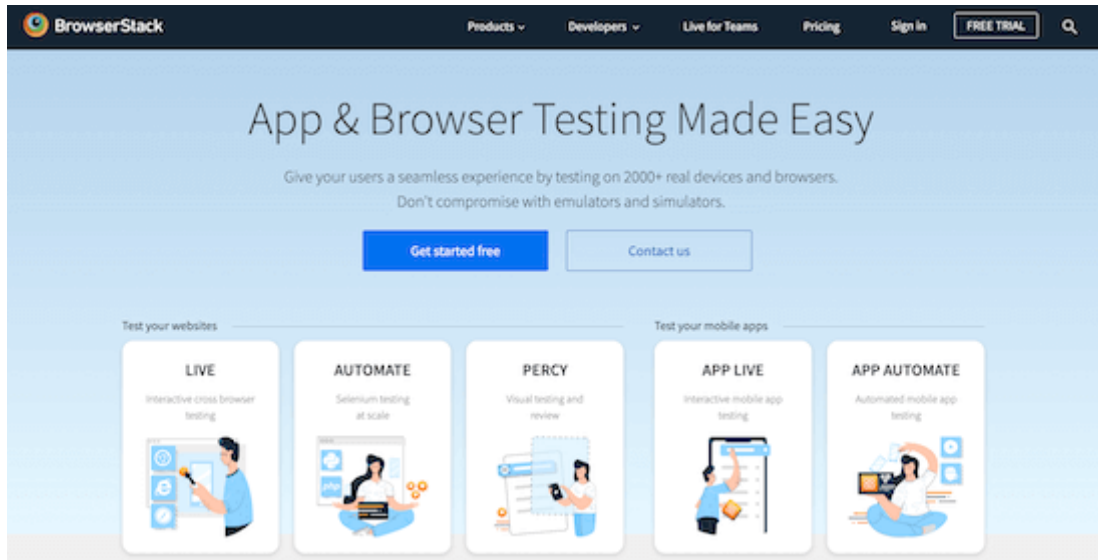 BrowserStack
Products
Developers
Live for Teams
Pricing
Sign in
FREE TRIAL
App & Browser Testing Made Easy
Give your users a seamless experience by testing on 2000+ real devices and browsers.
Don't compromise with emulators and simulators.
Get started free
Contact us
Test your websites
Test your mobile apps
LIVE
Interactive cross browser
testing
AUTOMATE
Selenium testing
at scale
php
PERCY
Visual testing and
review
APP LIVE
Interactive mobile app
testing
APP AUTOMATE
Automated mobile app
testing